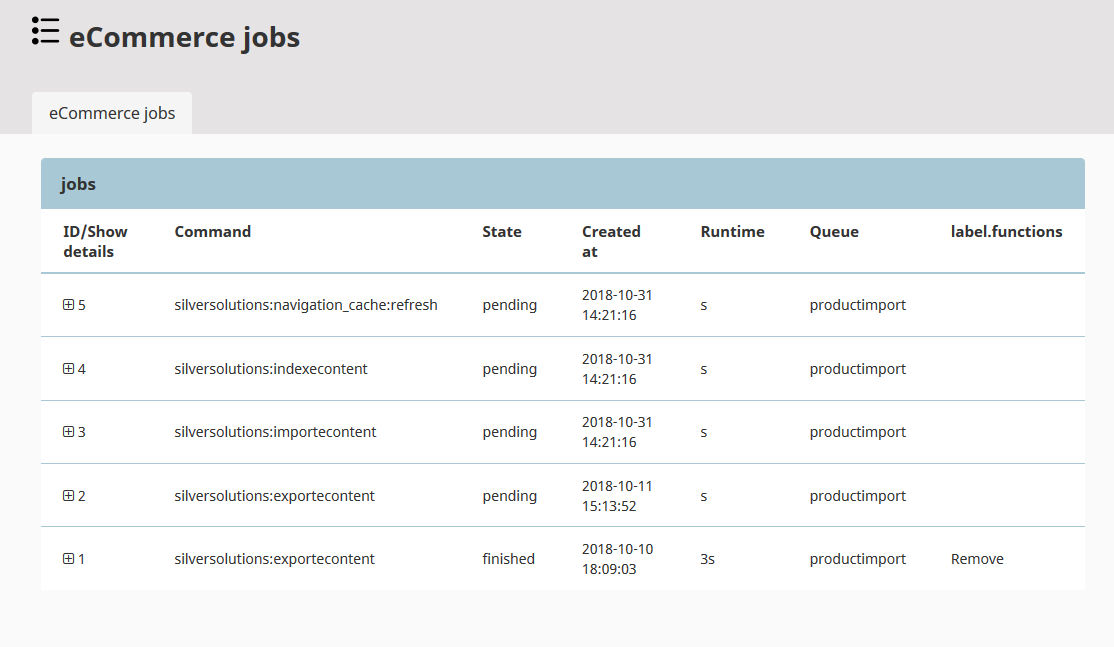 eCommerce jobs
eCommerce jobs
jobs
ID/Show details Command State Created at Runtime Queue label.functions
5 silversolutions:navigation_cache:refresh pending 2018-10-31 14:21:16 s productimport
4 silversolutions:indexecontent pending 2018-10-31 14:21:16 s productimport
3 silversolutions:importecontent pending 2018-10-31 14:21:16 s productimport
2 silversolutions:exportecontent pending 2018-10-11 15:13:52 s productimport
1 silversolutions:exportecontent finished 2018-10-10 18:09:03 3s productimport Remove